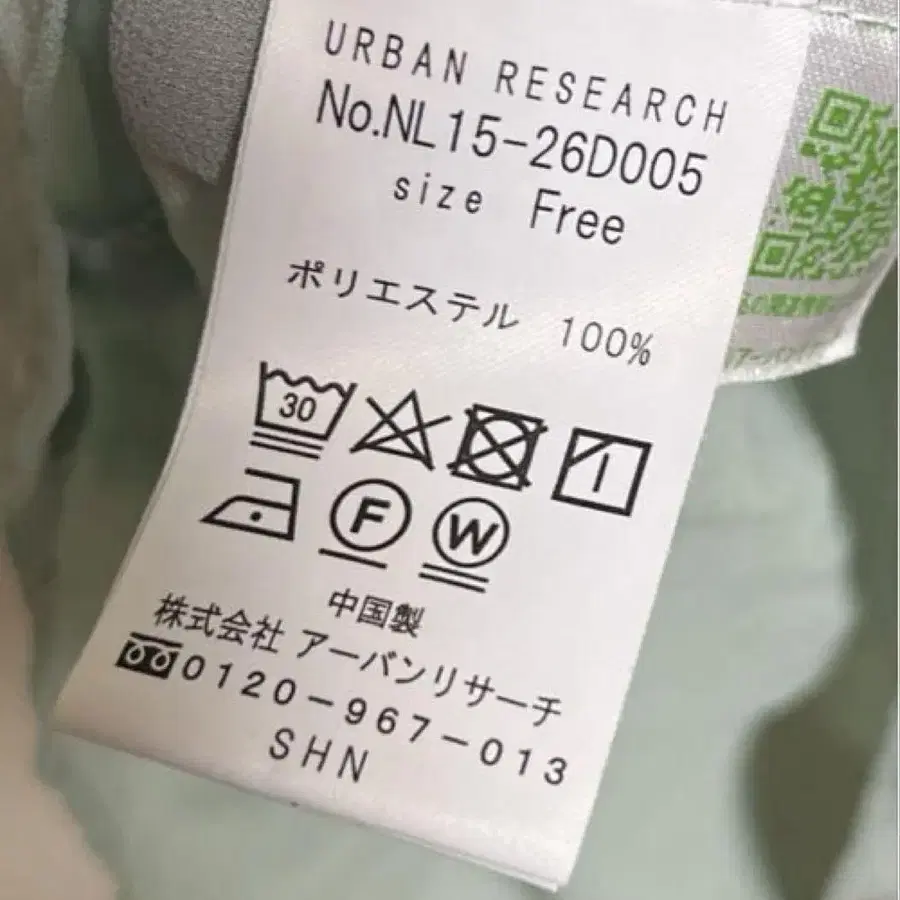 URBAN RESEARCH
No.NL15-26D005
size Free
ポリエステル 100%
30
F W
中国製
株式会社 アーバンリサーチ
0120-967-013
SHN